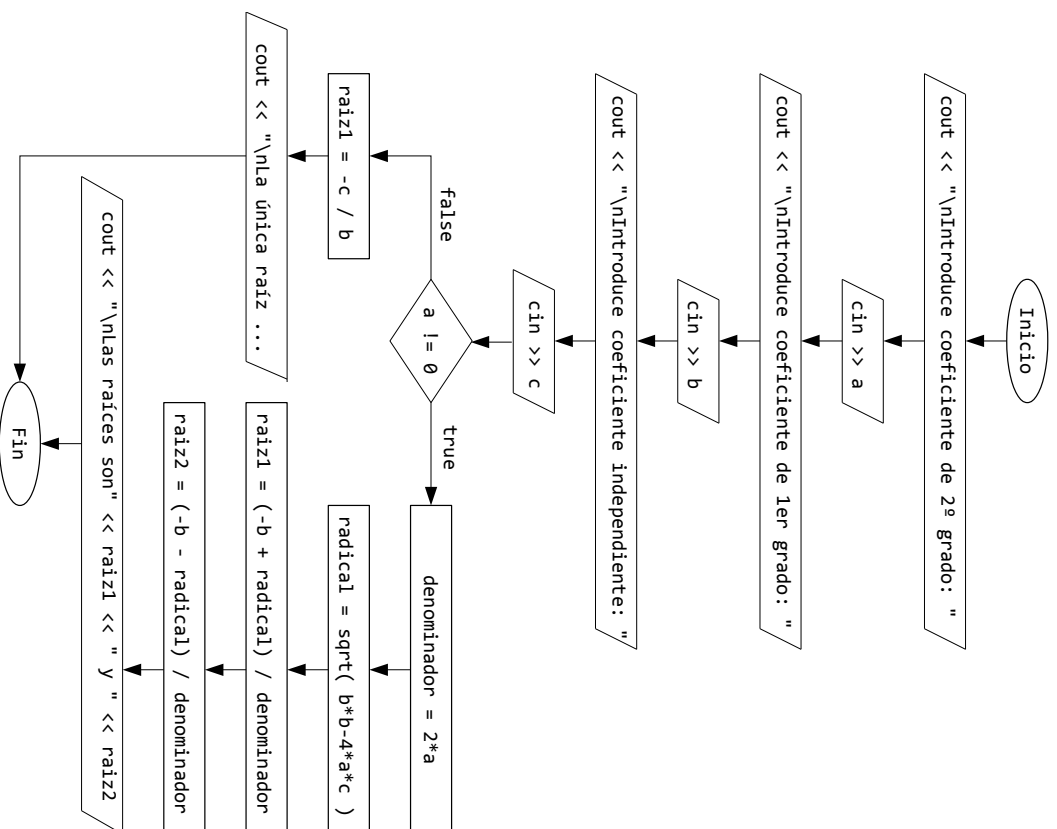 Inicio
cout << "\nIntroduce coeficiente de 2º grado: "
cin >> a
cout << "\nIntroduce coeficiente de 1er grado: "
cin >> b
cout << "\nIntroduce coeficiente independiente: "
cin >> c
a != 0
false
true
raiz1 = -c / b
cout << "\nLa única raíz ...
denominador = 2*a
radical = sqrt( b*b-4*a*c )
raiz1 = (-b + radical) / denominador
raiz2 = (-b - radical) / denominador
cout << "\nLas raíces son" << raiz1 << " y " << raiz2
Fin